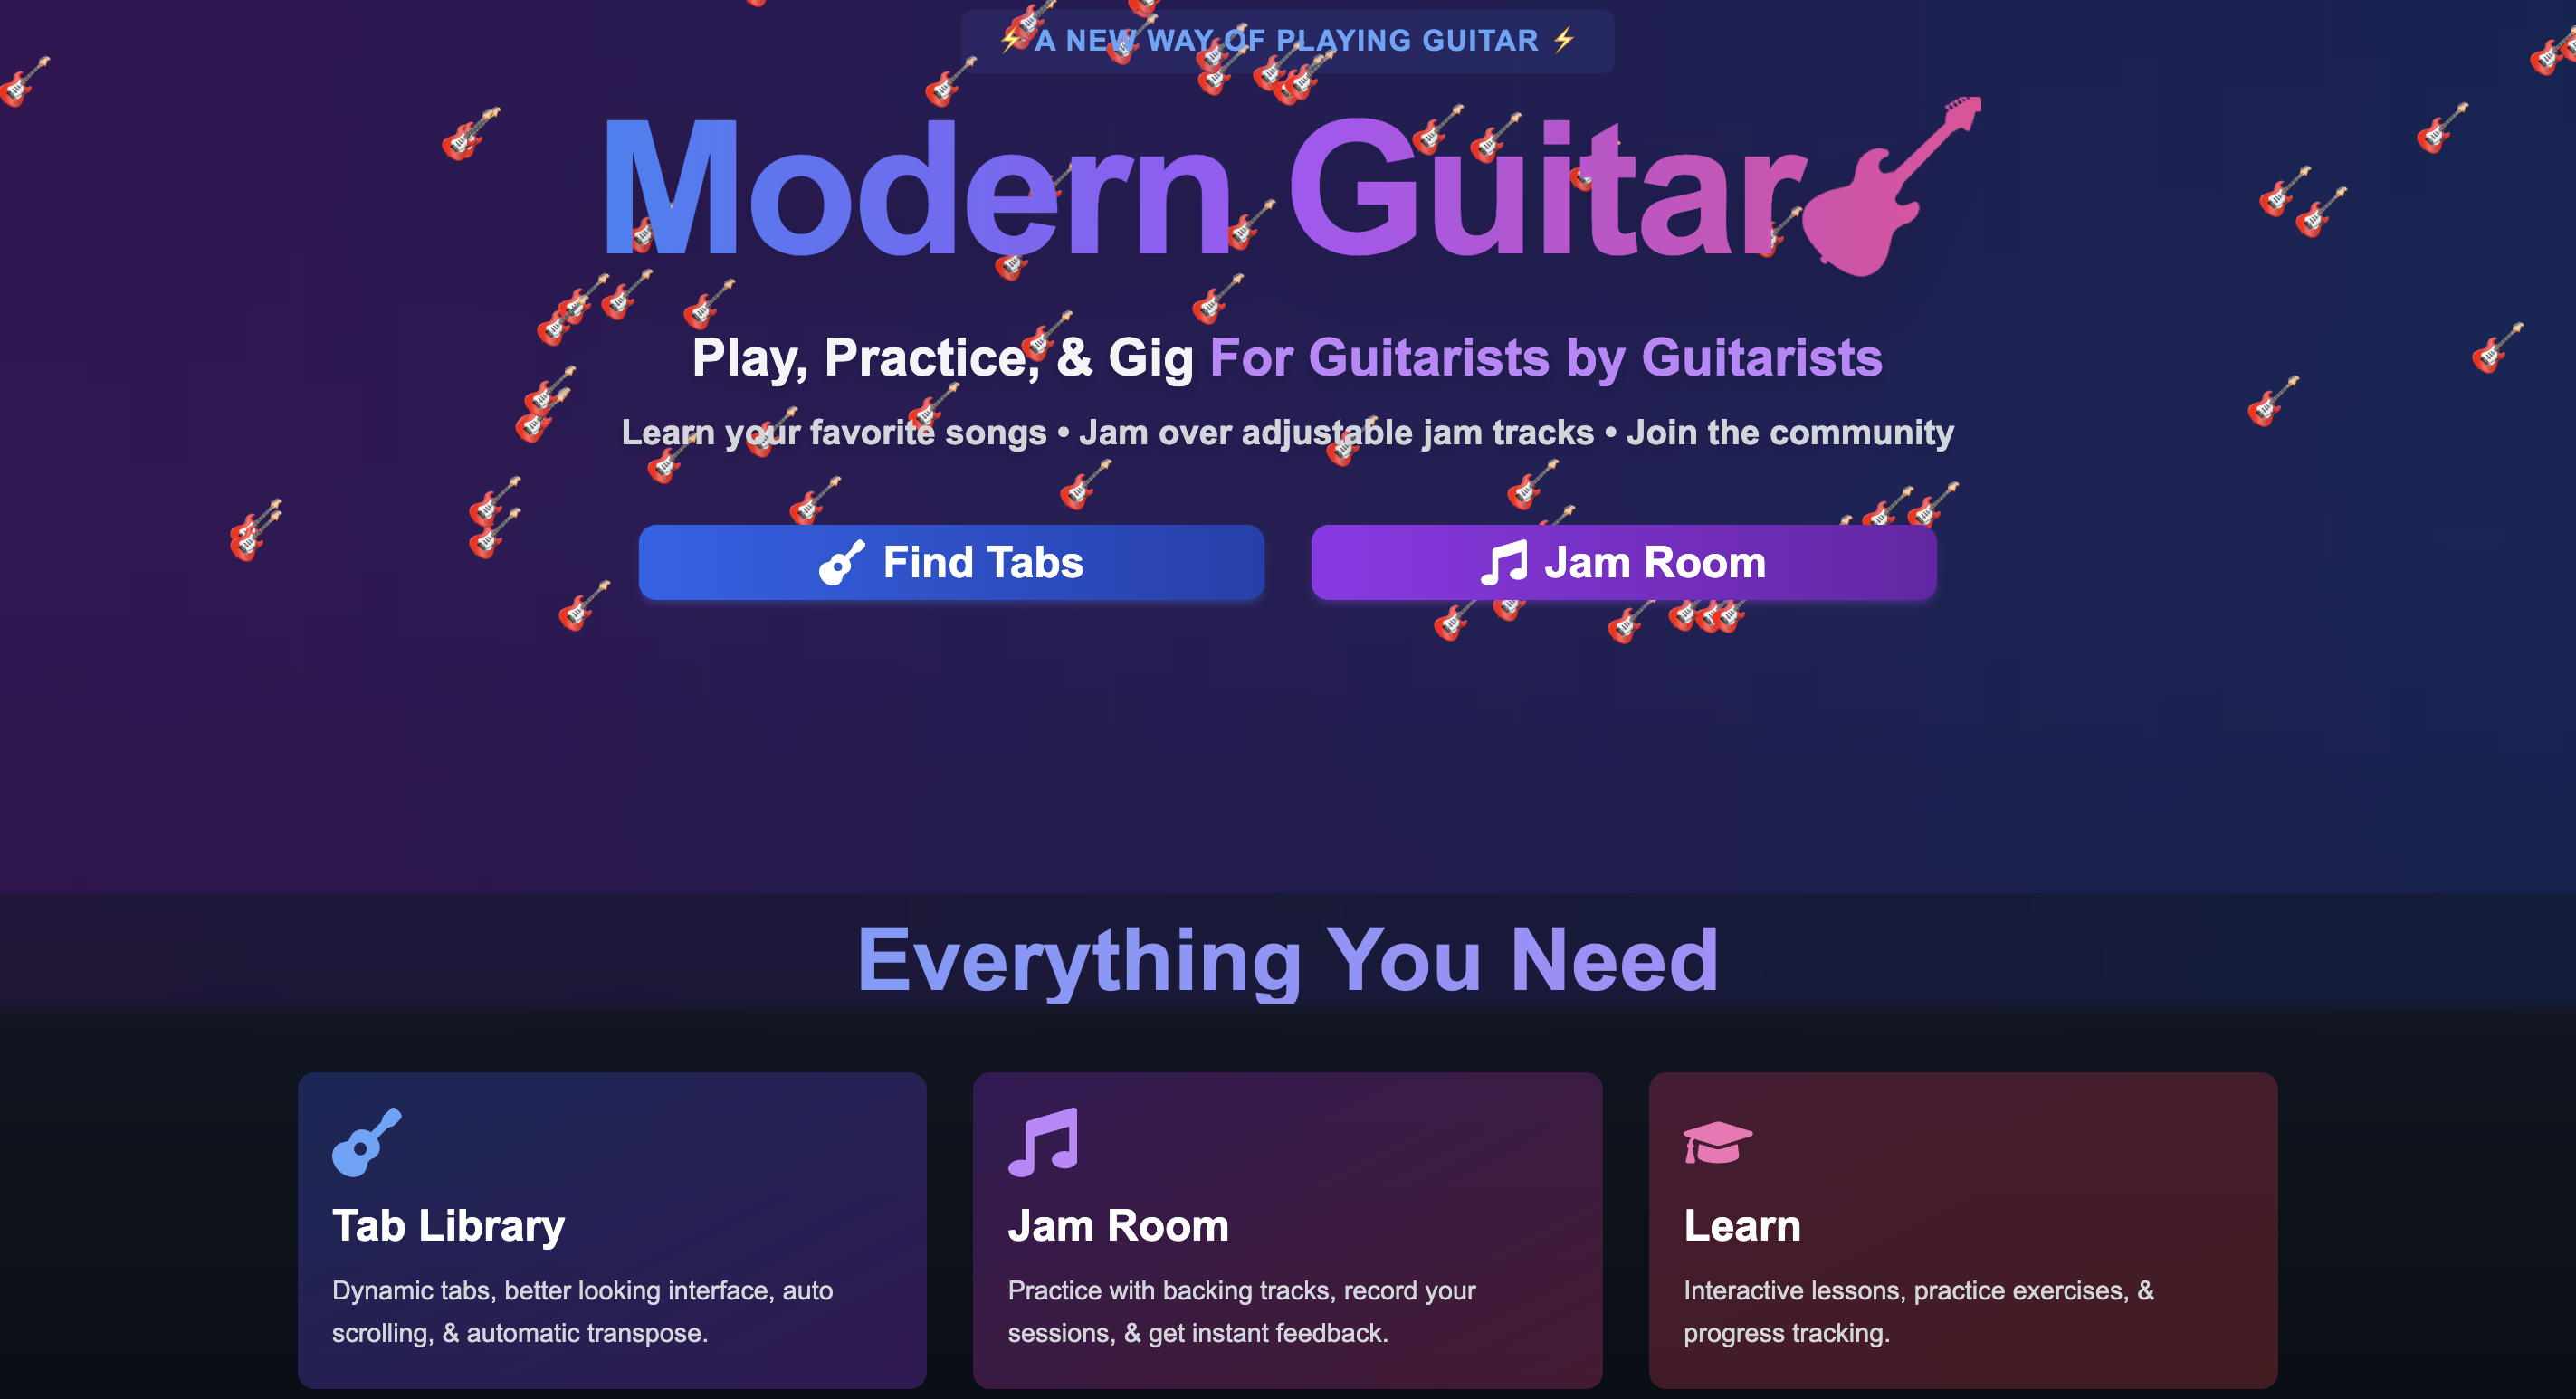 ⚡ A NEW WAY OF PLAYING GUITAR ⚡
Modern Guitar
Play, Practice, & Gig For Guitarists by Guitarists
Learn your favorite songs • Jam over adjustable jam tracks • Join the community
Find Tabs
Jam Room
Everything You Need
Tab Library
Dynamic tabs, better looking interface, auto
scrolling, & automatic transpose.
Jam Room
Practice with backing tracks, record your
sessions, & get instant feedback.
Learn
Interactive lessons, practice exercises, &
progress tracking.